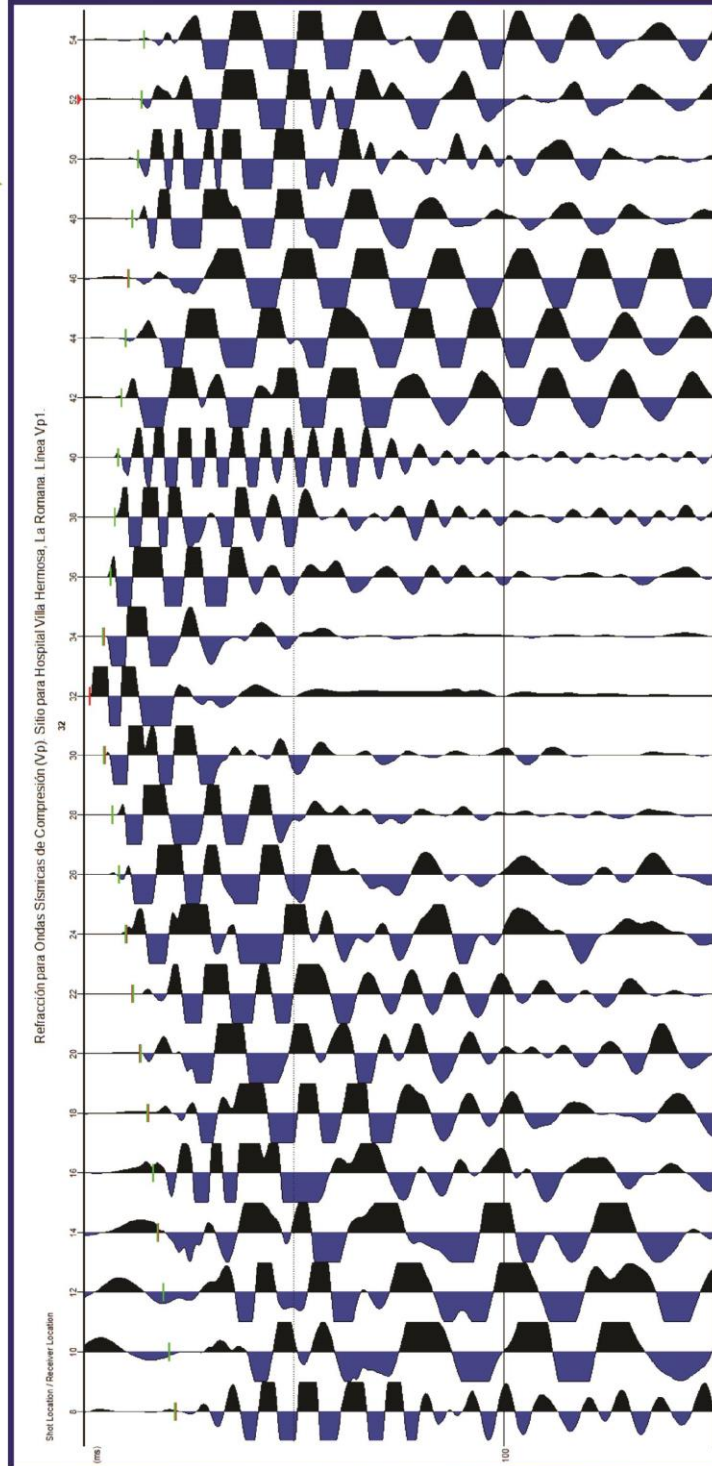 Refracción para Ondas Sísmicas de Compresión (Vp). Sitio para Hospital Villa Hermosa, La Romana. Línea Vp1.
32
Shot Location / Receiver Location
8 10 12 14 16 18 20 22 24 26 28 30 32 34 36 38 40 42 44 46 48 50 52 54
(ms)
100